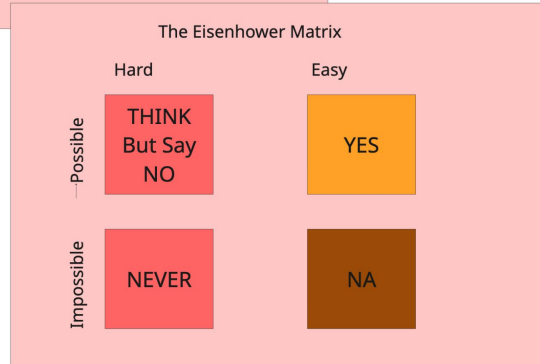 The Eisenhower Matrix
Hard
Easy
Possible
THINK
But Say
NO
YES
Impossible
NEVER
NA